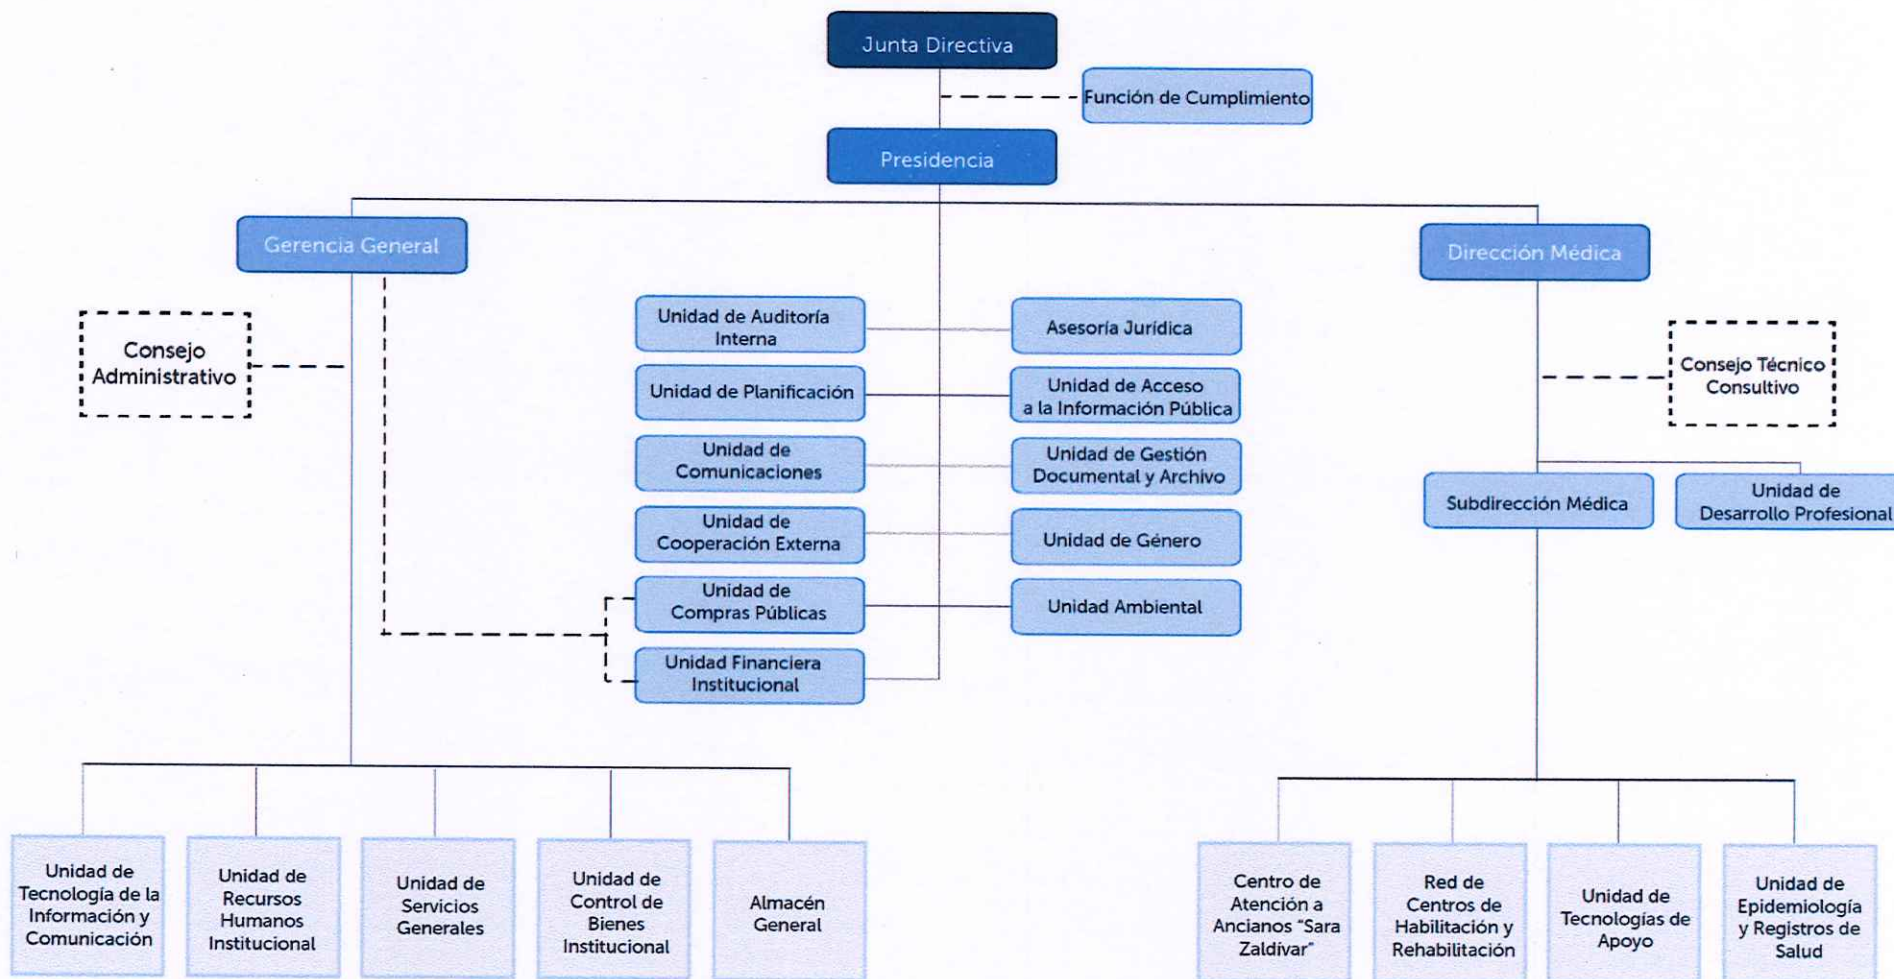 Junta Directiva
Función de Cumplimiento
Presidencia
Gerencia General
Dirección Médica
Consejo
Administrativo
Unidad de Auditoría
Interna
Asesoría Jurídica
Consejo Técnico
Consultivo
Unidad de Planificación
Unidad de Acceso
a la Información Pública
Unidad de
Comunicaciones
Unidad de Gestión
Documental y Archivo
Subdirección Médica
Unidad de
Desarrollo Profesional
Unidad de
Cooperación Externa
Unidad de Género
Unidad de
Compras Públicas
Unidad Ambiental
Unidad Financiera
Institucional
Unidad de
Tecnología de la
Información y
Comunicación
Unidad de
Recursos
Humanos
Institucional
Unidad de
Servicios
Generales
Unidad de
Control de
Bienes
Institucional
Almacén
General
Centro de
Atención a
Ancianos "Sara
Zaldívar"
Red de
Centros de
Habilitación y
Rehabilitación
Unidad de
Tecnologías de
Apoyo
Unidad de
Epidemiología
y Registros de
Salud